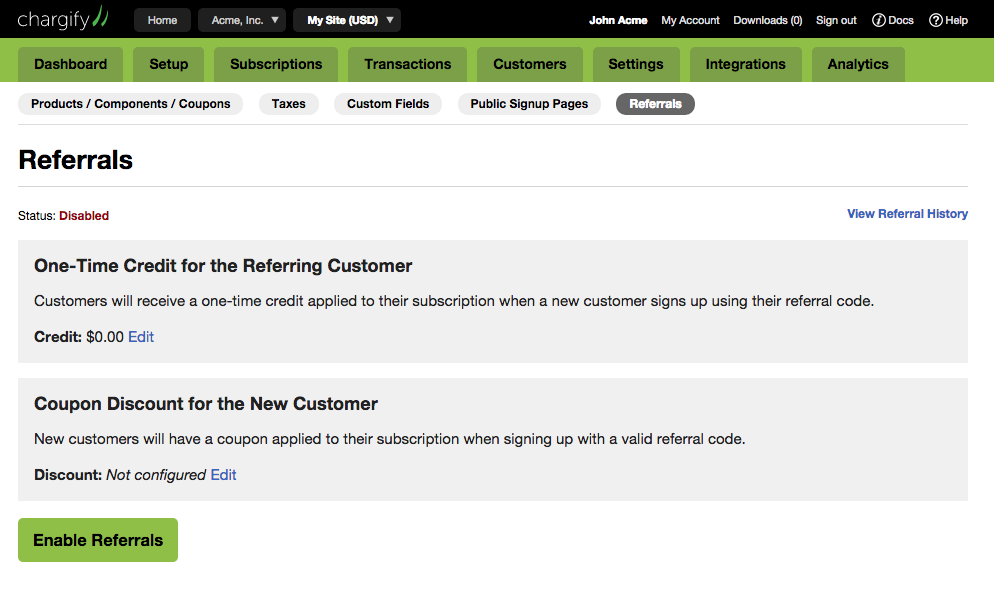 chargify Home Acme, Inc. My Site (USD) John Acme My Account Downloads (0) Sign out Docs Help
Dashboard Setup Subscriptions Transactions Customers Settings Integrations Analytics
Products / Components / Coupons Taxes Custom Fields Public Signup Pages Referrals
Referrals
Status: Disabled View Referral History
One-Time Credit for the Referring Customer
Customers will receive a one-time credit applied to their subscription when a new customer signs up using their referral code.
Credit: $0.00 Edit
Coupon Discount for the New Customer
New customers will have a coupon applied to their subscription when signing up with a valid referral code.
Discount: Not configured Edit
Enable Referrals